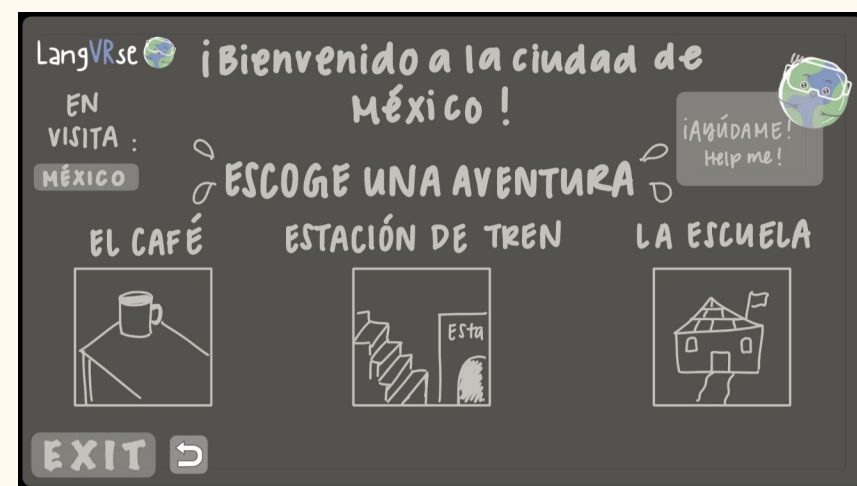 LangVRse
¡Bienvenido a la ciudad de
México!
EN
VISITA:
MÉXICO
¡AYÚDAME!
Help me!
ESCOGE UNA AVENTURA
EL CAFÉ
ESTACIÓN DE TREN
LA ESCUELA
Esta
EXIT